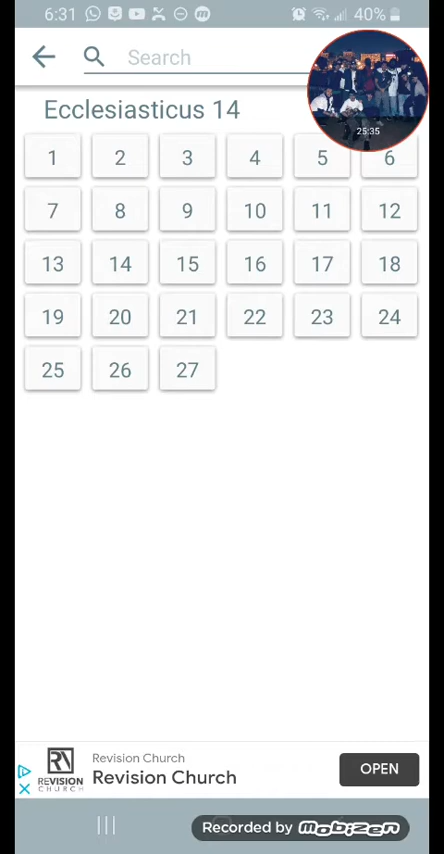 6:31 40%
Search
25:35
Ecclesiasticus 14
1 2 3 4 5 6
7 8 9 10 11 12
13 14 15 16 17 18
19 20 21 22 23 24
25 26 27
Revision Church
Revision Church
OPEN
RN
REVISION
CHURCH
Recorded by Mobizen